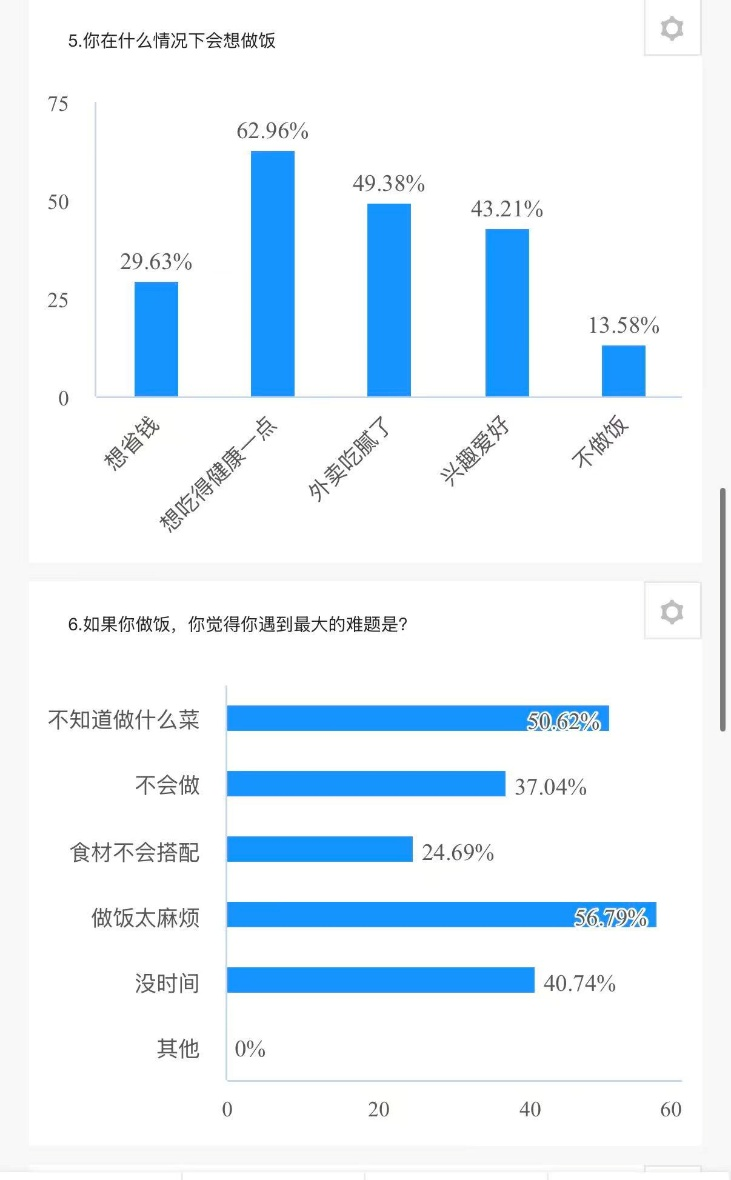 5.你在什么情况下会想做饭
75
50
25
0
29.63%
62.96%
49.38%
43.21%
13.58%
想省钱
想吃得健康一点
外卖吃腻了
兴趣爱好
不做饭
6.如果你做饭，你觉得你遇到最大的难题是?
不知道做什么菜 50.62%
不会做 37.04%
食材不会搭配 24.69%
做饭太麻烦 56.79%
没时间 40.74%
其他 0%
0 20 40 60